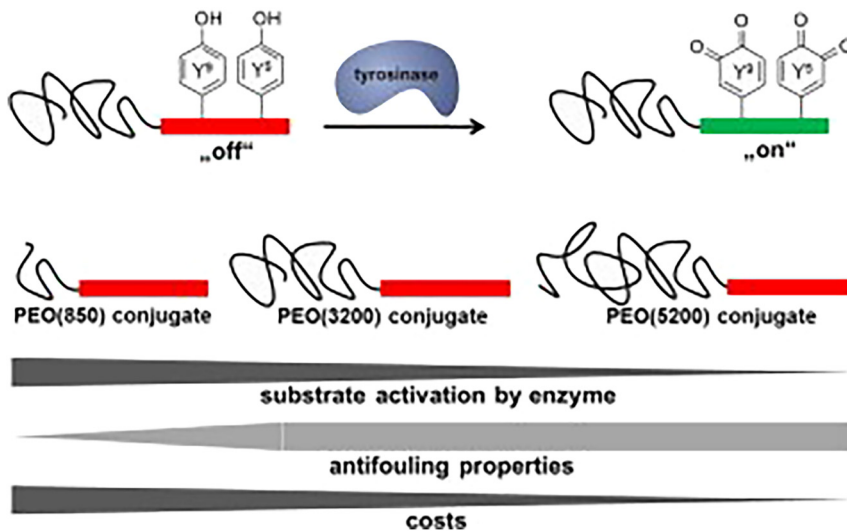 OH OH
tyrosinase
O O O O
„off“
„on“
PEO(850) conjugate PEO(3200) conjugate PEO(5200) conjugate
substrate activation by enzyme
antifouling properties
costs